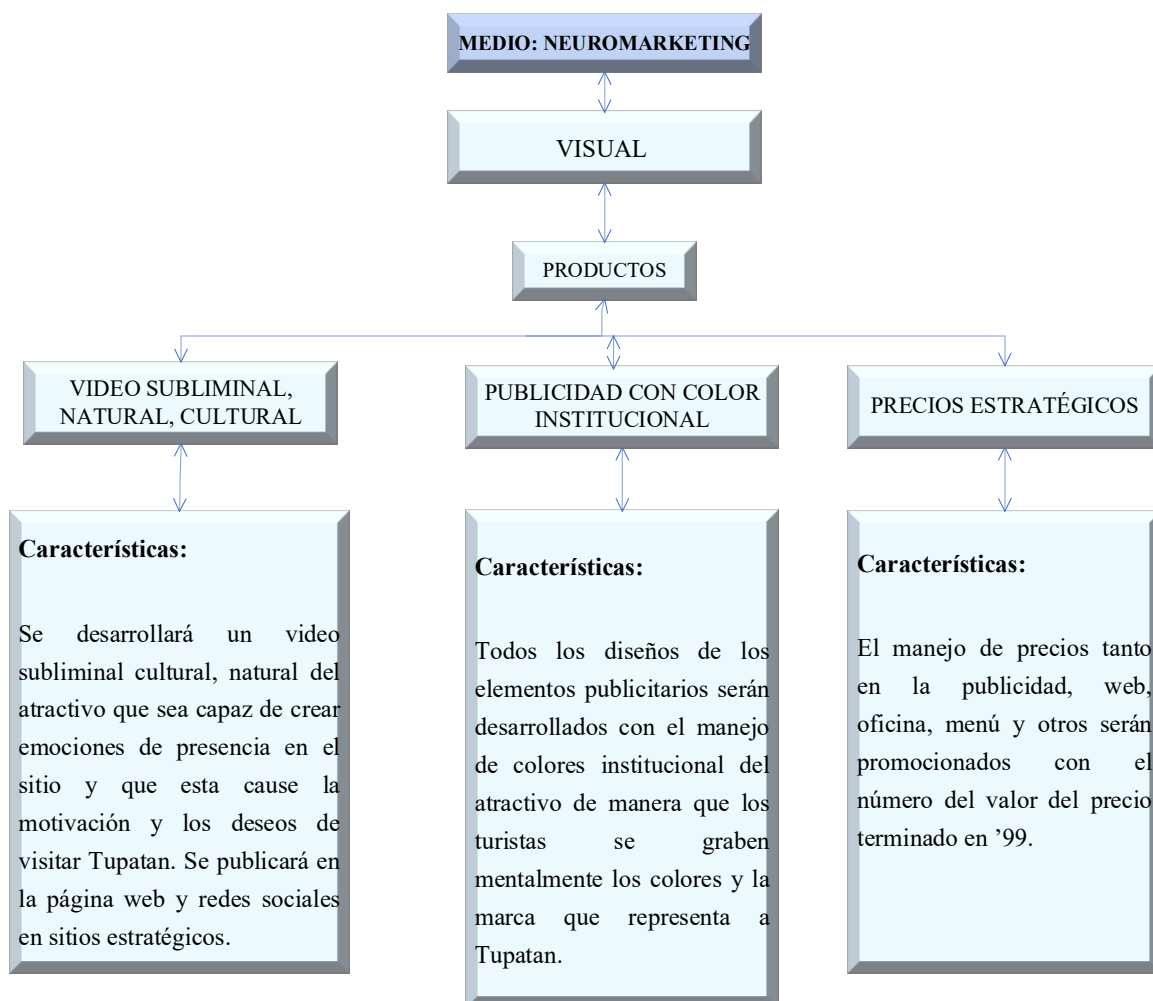 MEDIO: NEUROMARKETING
VISUAL
PRODUCTOS
VIDEO SUBLIMINAL,
NATURAL, CULTURAL
PUBLICIDAD CON COLOR
INSTITUCIONAL
PRECIOS ESTRATÉGICOS
Características:
Se desarrollará un video
subliminal cultural, natural del
atractivo que sea capaz de crear
emociones de presencia en el
sitio y que esta cause la
motivación y los deseos de
visitar Tupatan. Se publicará en
la página web y redes sociales
en sitios estratégicos.
Características:
Todos los diseños de los
elementos publicitarios serán
desarrollados con el manejo
de colores institucional del
atractivo de manera que los
turistas se graben
mentalmente los colores y la
marca que representa a
Tupatan.
Características:
El manejo de precios tanto
en la publicidad, web,
oficina, menú y otros serán
promocionados con el
número del valor del precio
terminado en ’99.